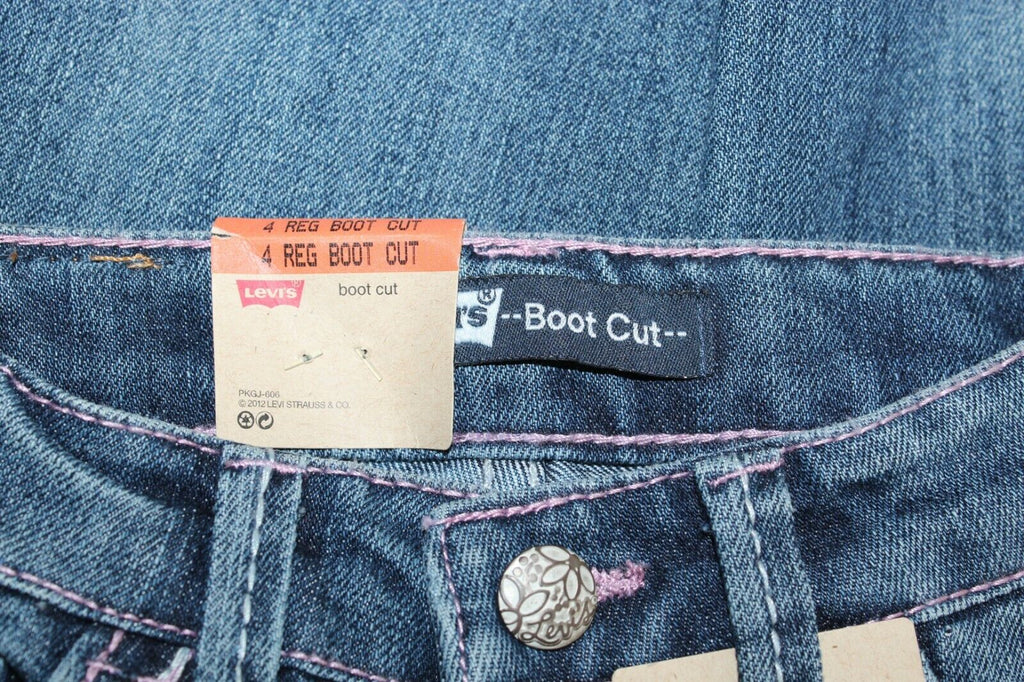 4 REG BOOT CUT
4 REG BOOT CUT
LEVI'S® boot cut
PKGJ-606
© 2012 LEVI STRAUSS & CO.
I'S® --Boot Cut--
Levi's